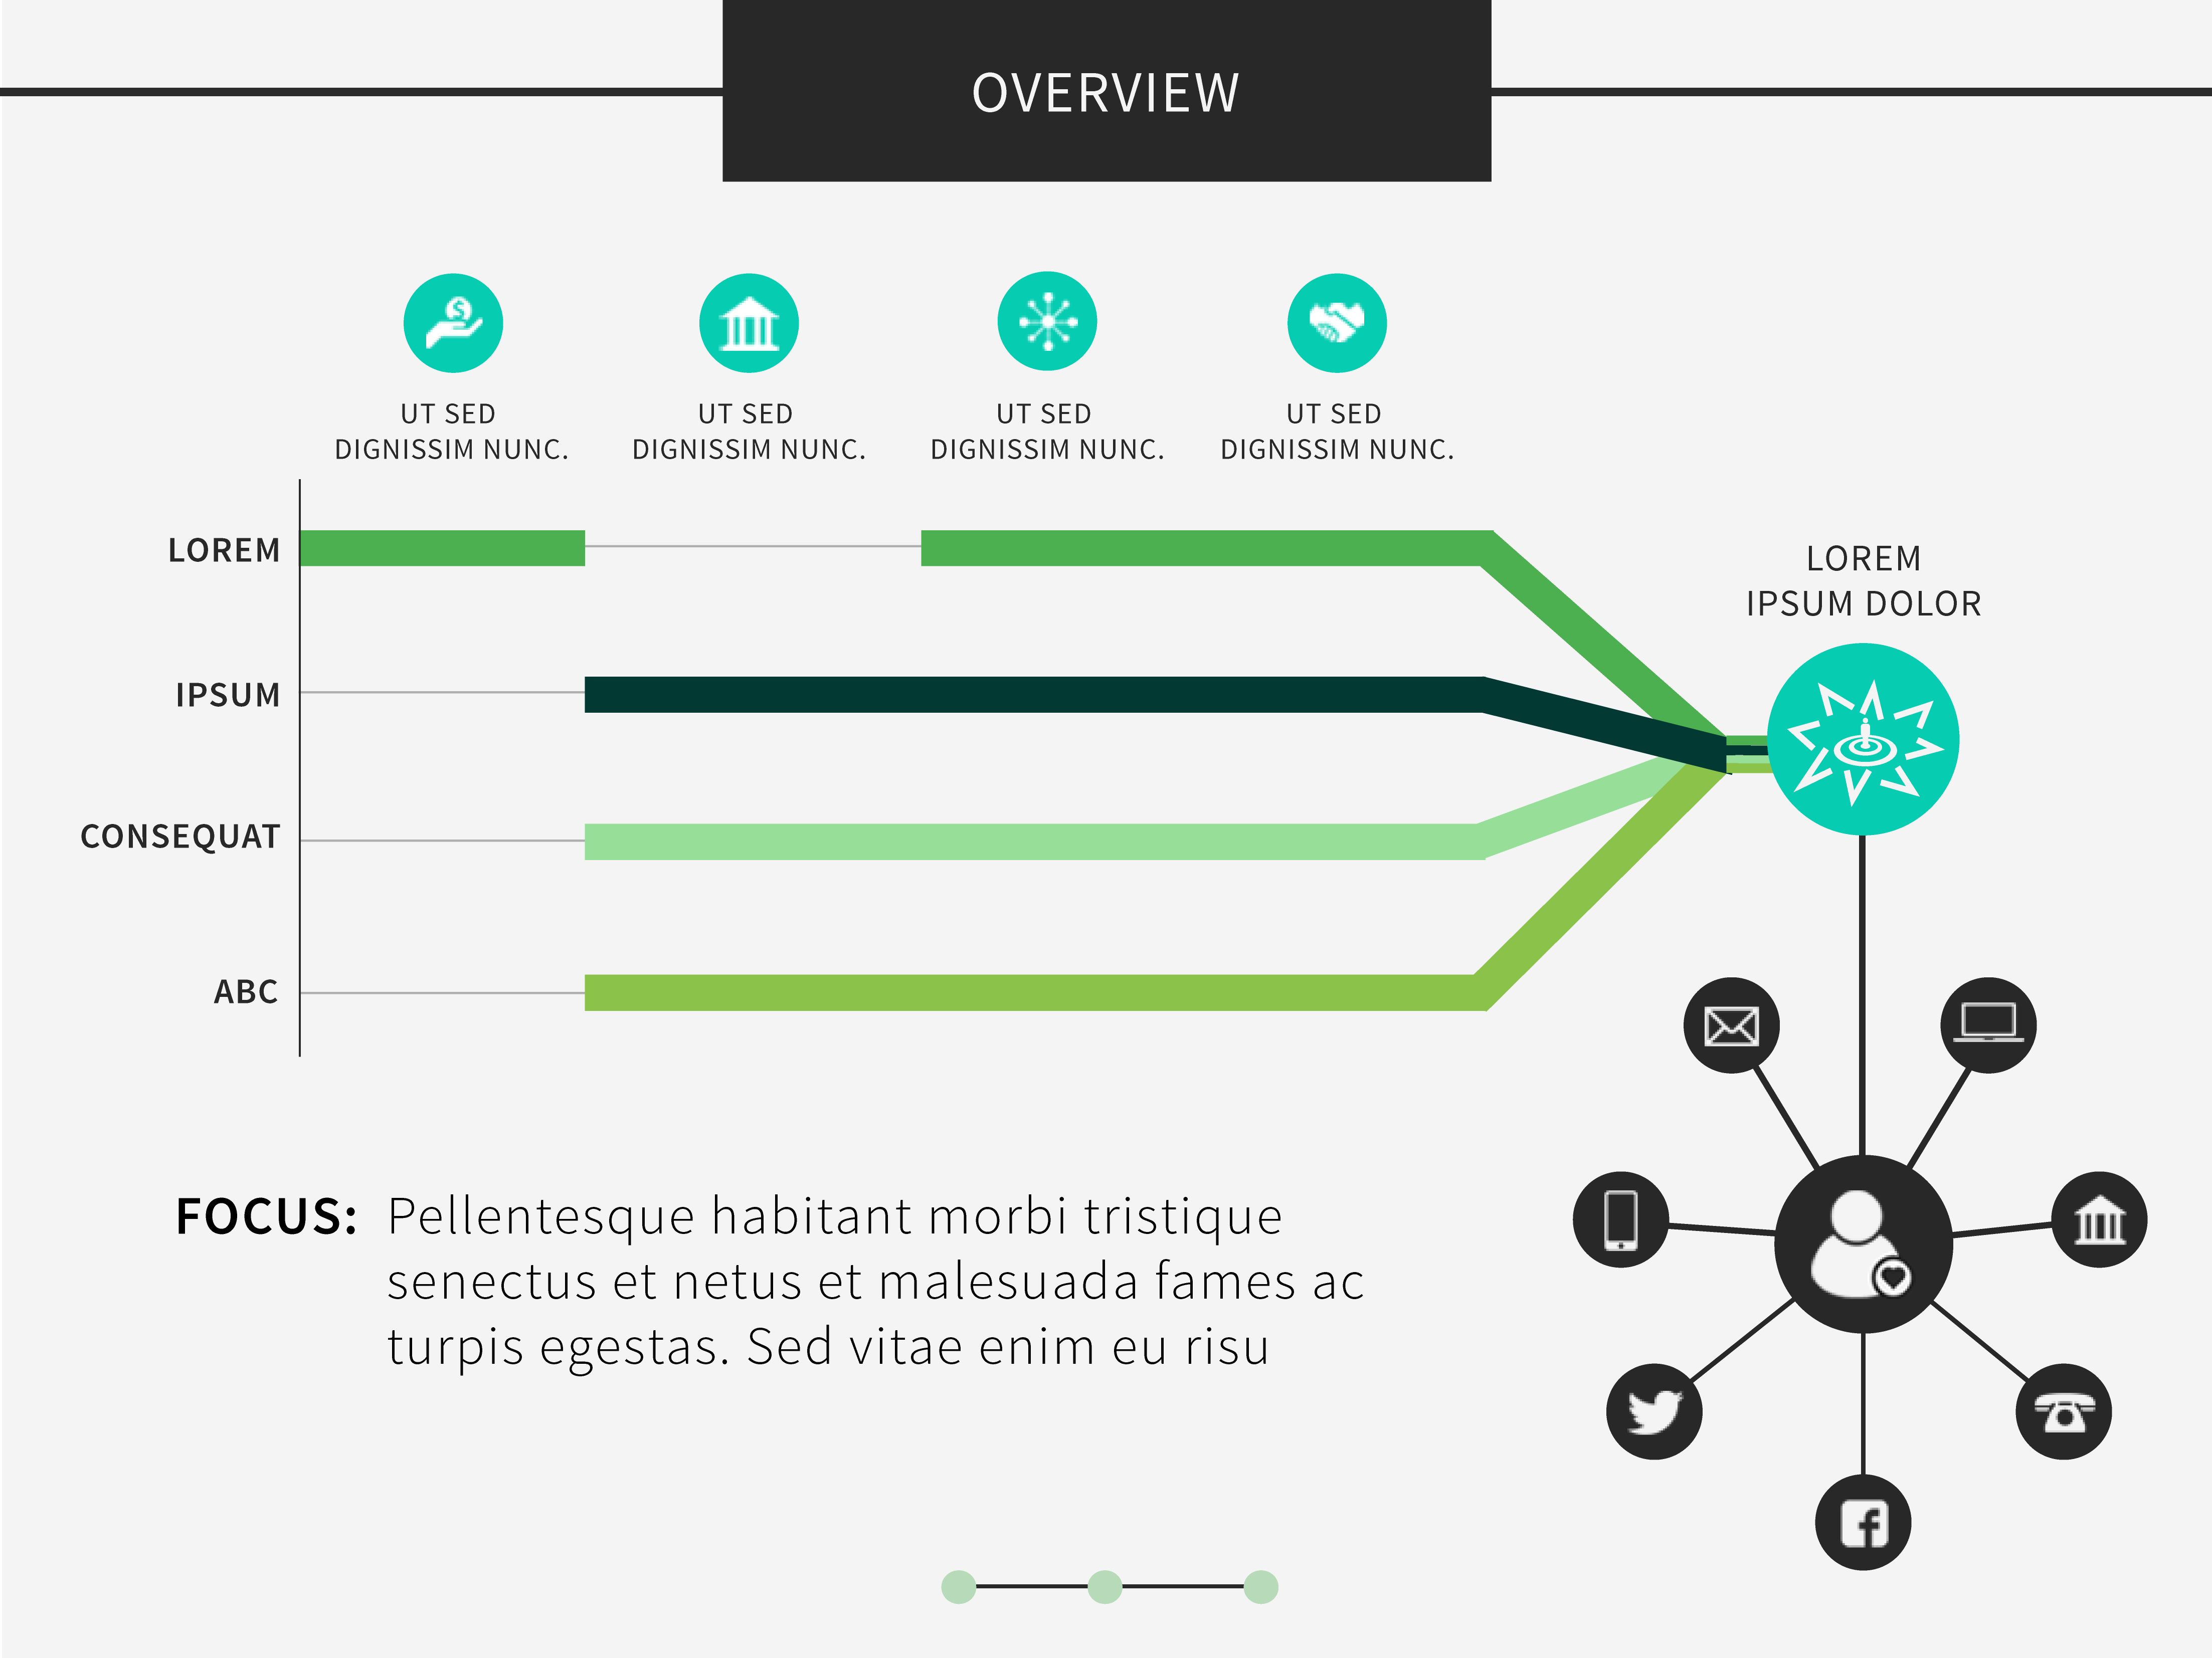 OVERVIEW
UT SED
DIGNISSIM NUNC.
UT SED
DIGNISSIM NUNC.
UT SED
DIGNISSIM NUNC.
UT SED
DIGNISSIM NUNC.
LOREM
IPSUM
CONSEQUAT
ABC
LOREM
IPSUM DOLOR
FOCUS: Pellentesque habitant morbi tristique
senectus et netus et malesuada fames ac
turpis egestas. Sed vitae enim eu risu